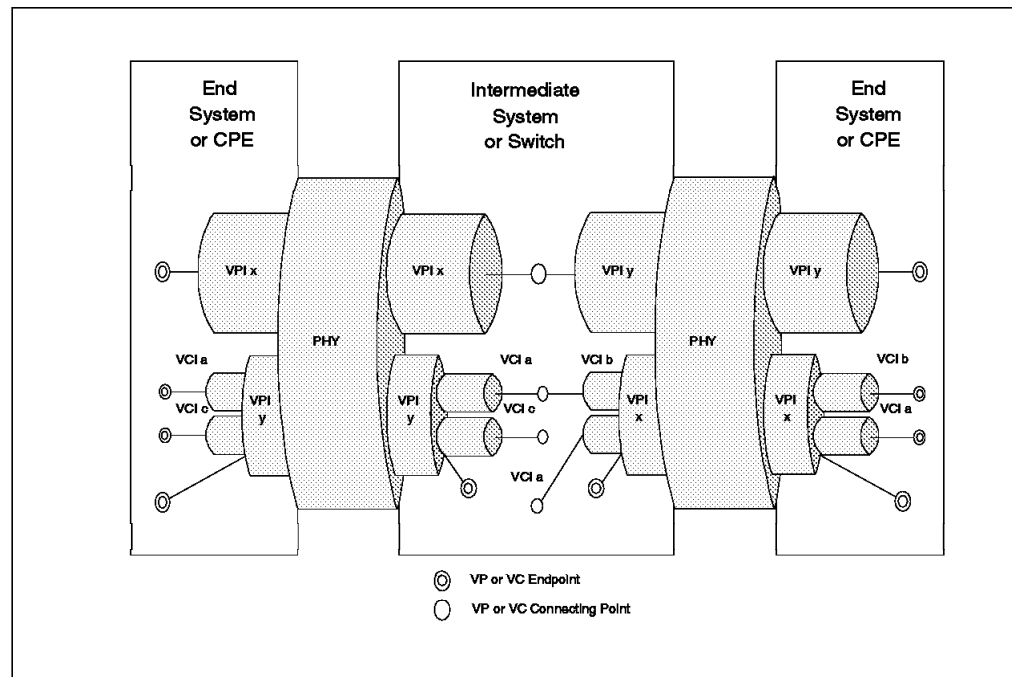 End
System
or CPE
Intermediate
System
or Switch
End
System
or CPE
VPI x
VPI x
VPI y
VPI y
PHY
PHY
VCI a
VCI a
VCI b
VCI b
VCI c
VPI
y
VPI
y
VCI c
VPI
x
VPI
x
VCI a
VCI a
VP or VC Endpoint
VP or VC Connecting Point